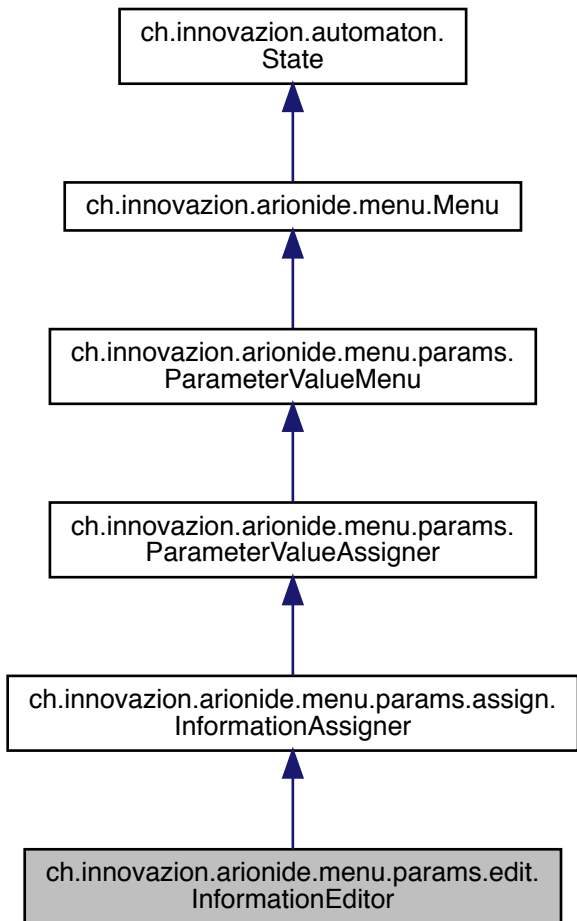 ch.innovazion.automaton.
State
ch.innovazion.arionide.menu.Menu
ch.innovazion.arionide.menu.params.
ParameterValueMenu
ch.innovazion.arionide.menu.params.
ParameterValueAssigner
ch.innovazion.arionide.menu.params.assign.
InformationAssigner
ch.innovazion.arionide.menu.params.edit.
InformationEditor